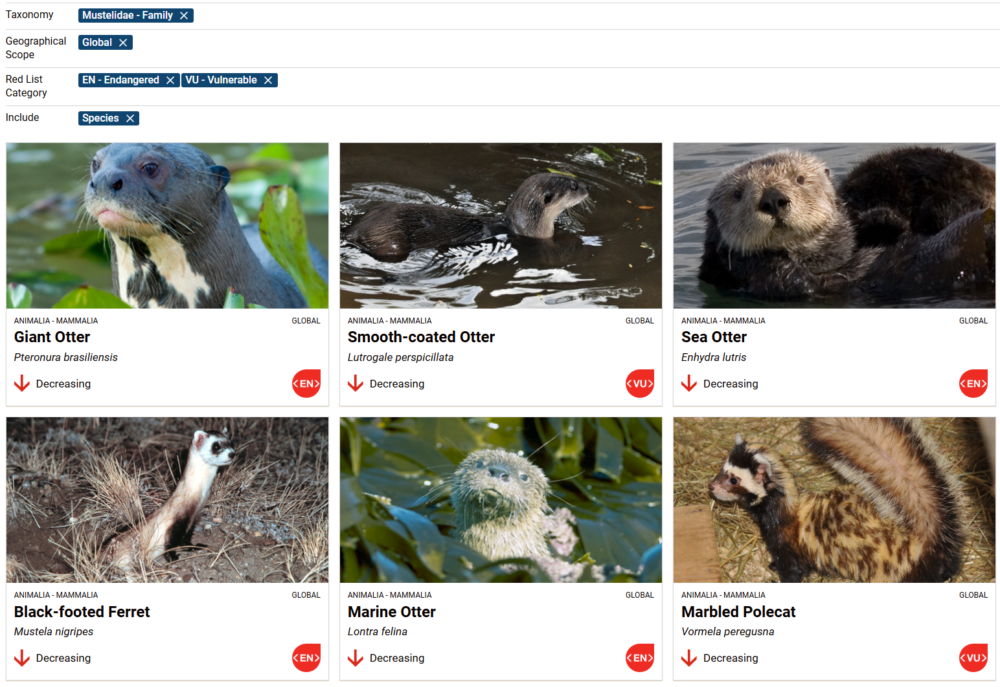 Taxonomy
Mustelidae - Family
Geographical
Scope
Global
Red List
Category
EN - Endangered
VU - Vulnerable
Include
Species
ANIMALIA - MAMMALIA
GLOBAL
Giant Otter
Pteronura brasiliensis
Decreasing
<EN>
ANIMALIA - MAMMALIA
GLOBAL
Smooth-coated Otter
Lutrogale perspicillata
Decreasing
<VU>
ANIMALIA - MAMMALIA
GLOBAL
Sea Otter
Enhydra lutris
Decreasing
<EN>
ANIMALIA - MAMMALIA
GLOBAL
Black-footed Ferret
Mustela nigripes
Decreasing
<EN>
ANIMALIA - MAMMALIA
GLOBAL
Marine Otter
Lontra felina
Decreasing
<EN>
ANIMALIA - MAMMALIA
GLOBAL
Marbled Polecat
Vormela peregusna
Decreasing
<VU>